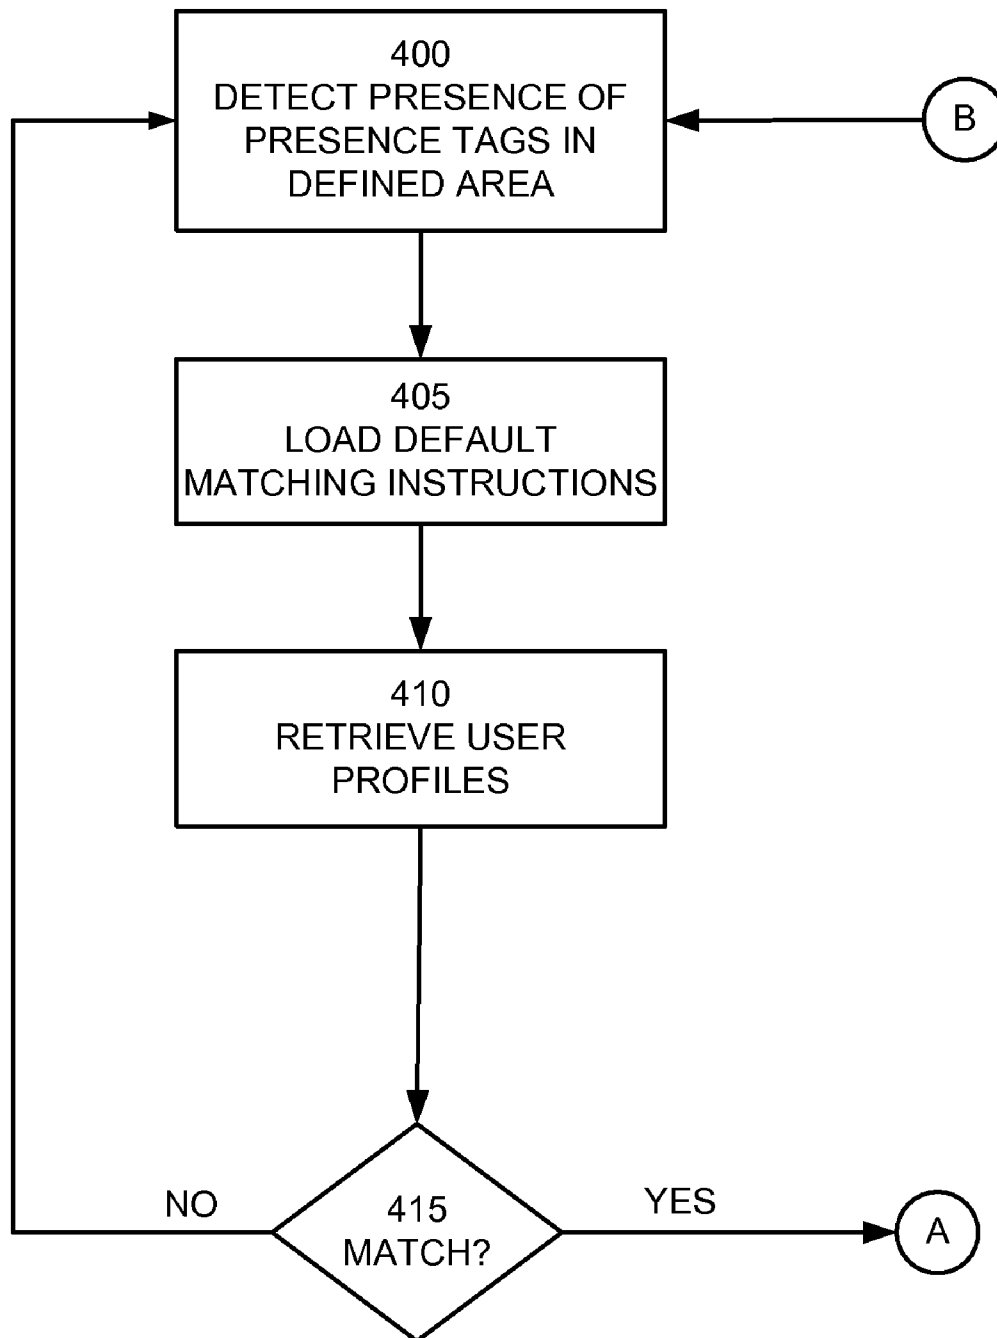 400
DETECT PRESENCE OF
PRESENCE TAGS IN
DEFINED AREA
B
405
LOAD DEFAULT
MATCHING INSTRUCTIONS
410
RETRIEVE USER
PROFILES
NO
415
MATCH?
YES
A